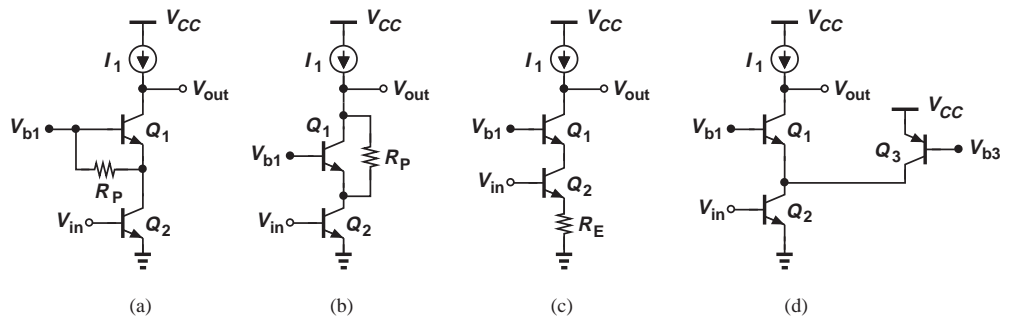 V_CC
I_1
V_out
V_b1
Q_1
R_P
V_in
Q_2
(a)
V_CC
I_1
V_out
Q_1
V_b1
R_P
V_in
Q_2
(b)
V_CC
I_1
V_out
V_b1
Q_1
V_in
Q_2
R_E
(c)
V_CC
I_1
V_out
V_b1
Q_1
V_CC
Q_3
V_b3
V_in
Q_2
(d)